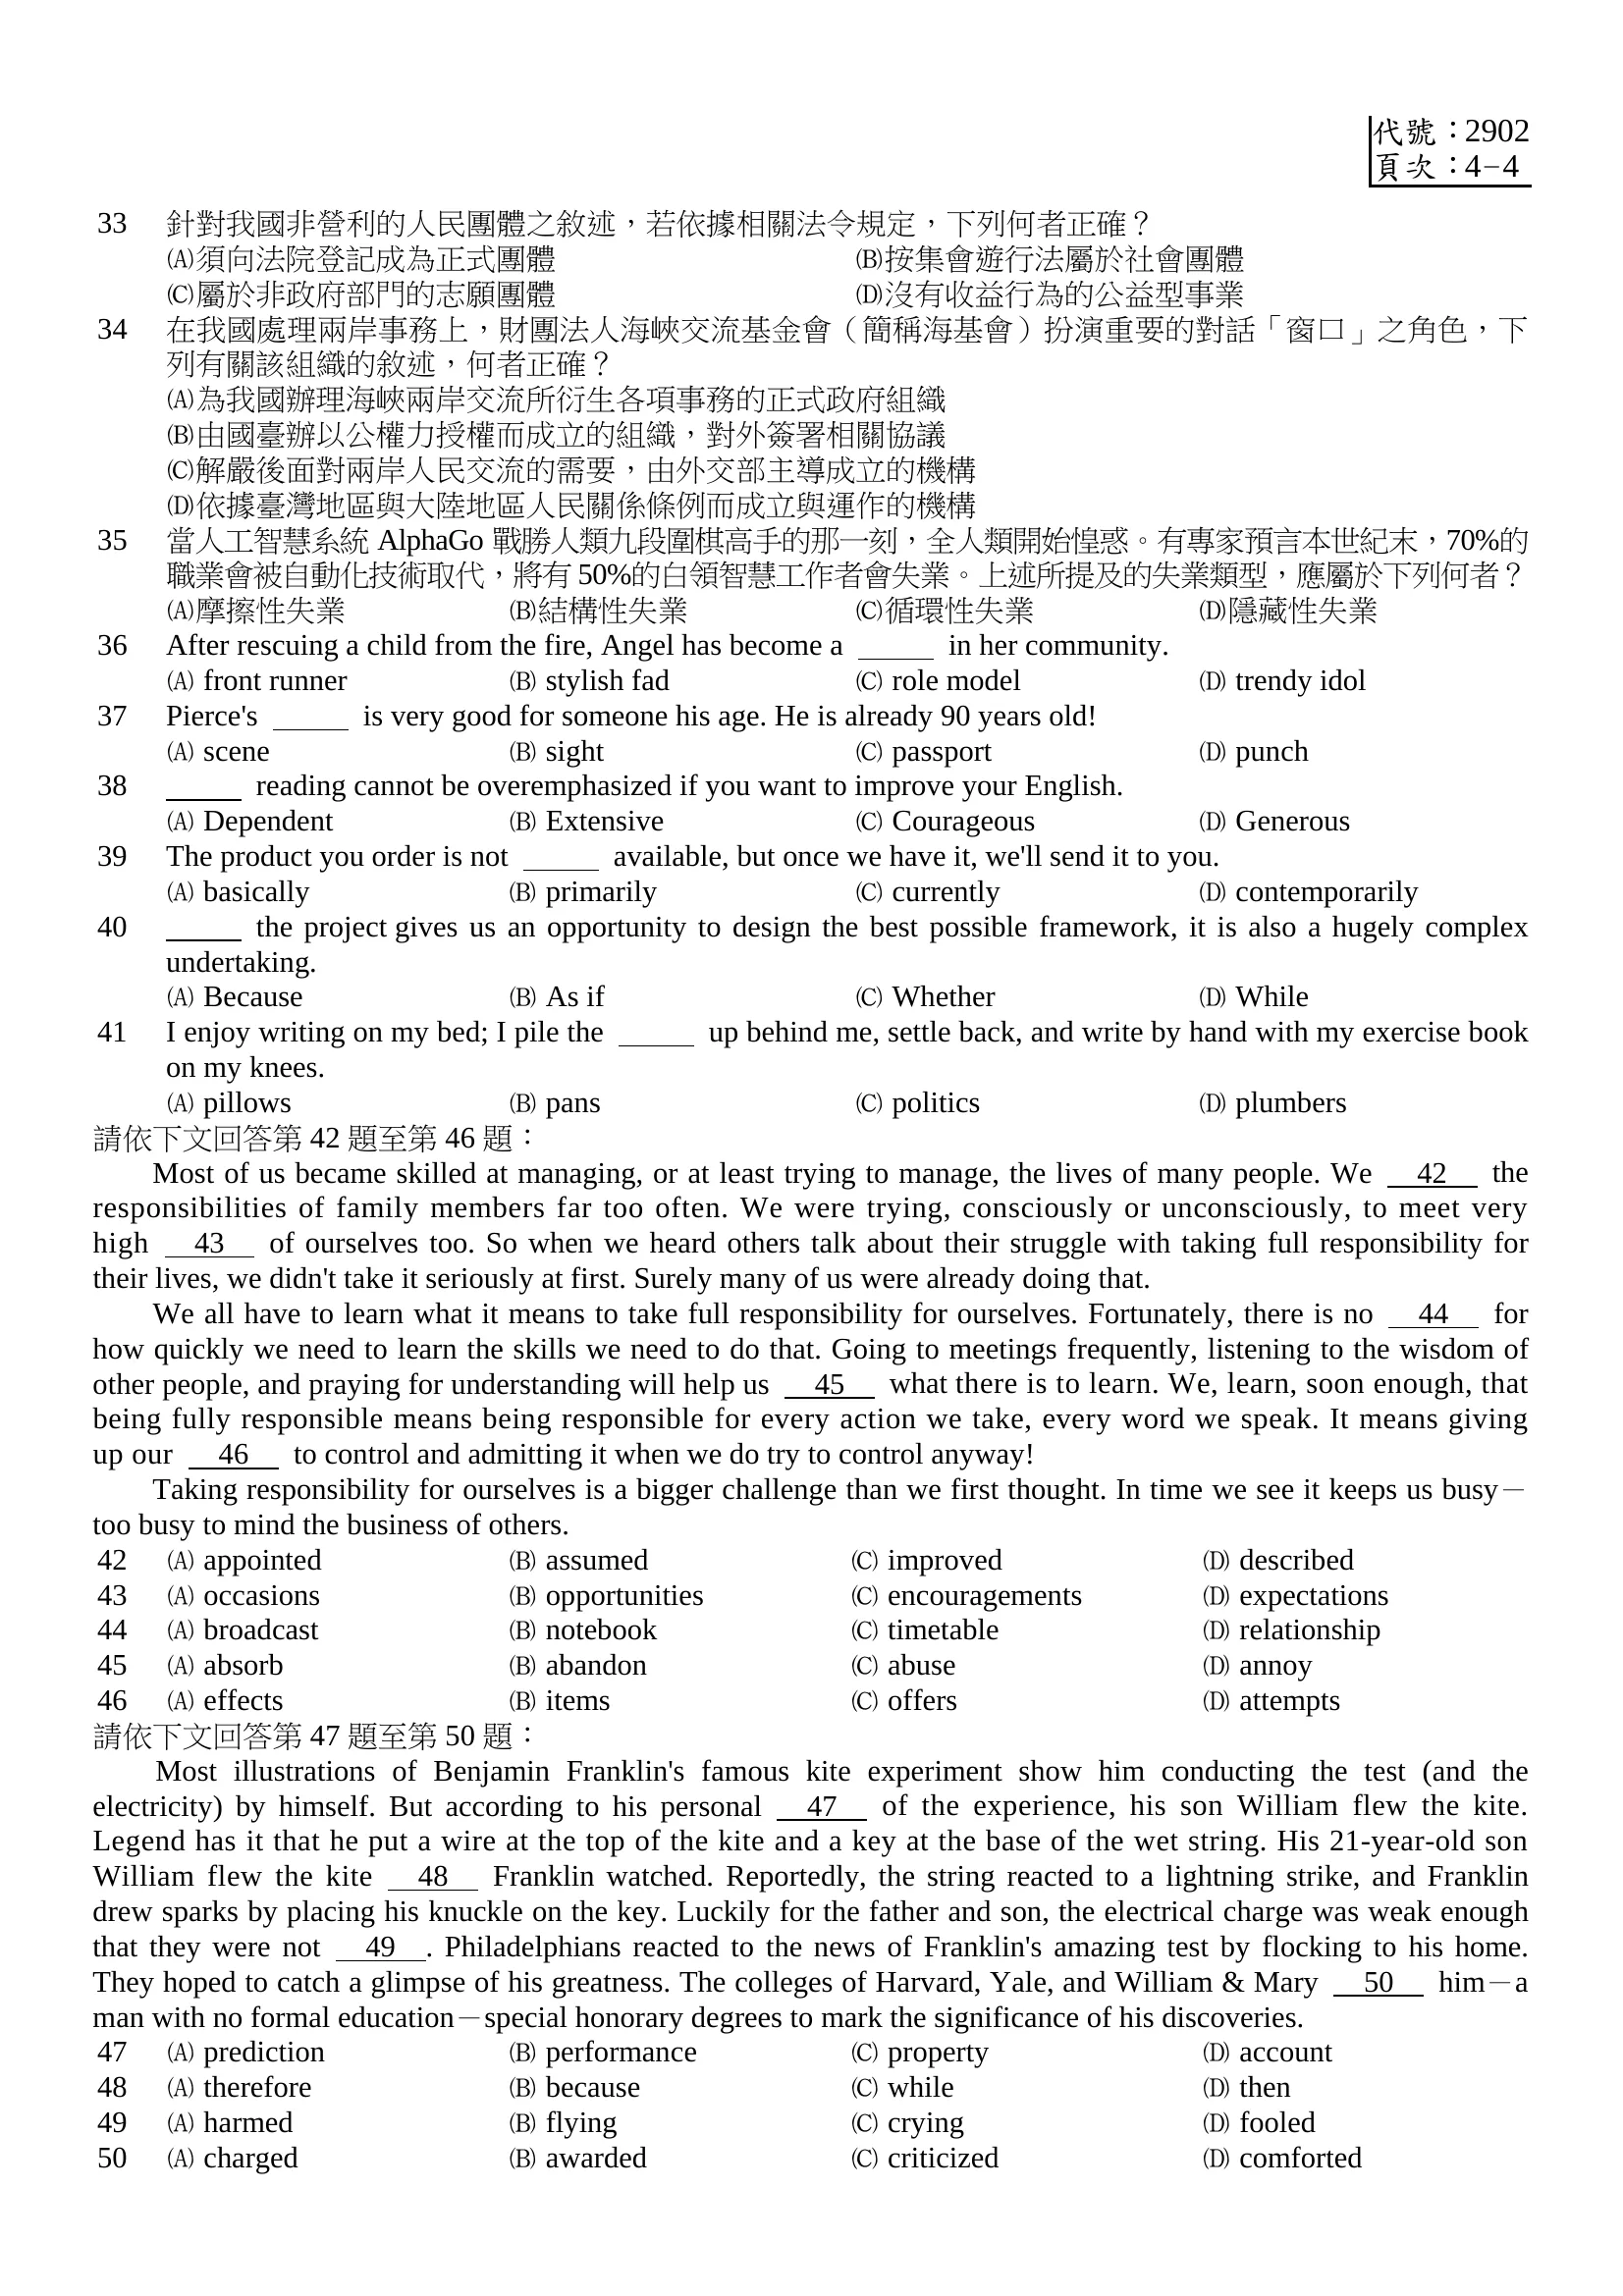 代號：2902
頁次：4-4
33 針對我國非營利的人民團體之敘述，若依據相關法令規定，下列何者正確？
(A)須向法院登記成為正式團體 (B)按集會遊行法屬於社會團體
(C)屬於非政府部門的志願團體 (D)沒有收益行為的公益型事業
34 在我國處理兩岸事務上，財團法人海峽交流基金會（簡稱海基會）扮演重要的對話「窗口」之角色，下
列有關該組織的敘述，何者正確？
(A)為我國辦理海峽兩岸交流所衍生各項事務的正式政府組織
(B)由國臺辦以公權力授權而成立的組織，對外簽署相關協議
(C)解嚴後面對兩岸人民交流的需要，由外交部主導成立的機構
(D)依據臺灣地區與大陸地區人民關係條例而成立與運作的機構
35 當人工智慧系統 AlphaGo 戰勝人類九段圍棋高手的那一刻，全人類開始惶惑。有專家預言本世紀末，70%的
職業會被自動化技術取代，將有 50%的白領智慧工作者會失業。上述所提及的失業類型，應屬於下列何者？
(A)摩擦性失業 (B)結構性失業 (C)循環性失業 (D)隱藏性失業
36 After rescuing a child from the fire, Angel has become a _____ in her community.
(A) front runner (B) stylish fad (C) role model (D) trendy idol
37 Pierce's _____ is very good for someone his age. He is already 90 years old!
(A) scene (B) sight (C) passport (D) punch
38 _____ reading cannot be overemphasized if you want to improve your English.
(A) Dependent (B) Extensive (C) Courageous (D) Generous
39 The product you order is not _____ available, but once we have it, we'll send it to you.
(A) basically (B) primarily (C) currently (D) contemporarily
40 _____ the project gives us an opportunity to design the best possible framework, it is also a hugely complex
undertaking.
(A) Because (B) As if (C) Whether (D) While
41 I enjoy writing on my bed; I pile the _____ up behind me, settle back, and write by hand with my exercise book
on my knees.
(A) pillows (B) pans (C) politics (D) plumbers
請依下文回答第 42 題至第 46 題：
Most of us became skilled at managing, or at least trying to manage, the lives of many people. We 42 the
responsibilities of family members far too often. We were trying, consciously or unconsciously, to meet very
high 43 of ourselves too. So when we heard others talk about their struggle with taking full responsibility for
their lives, we didn't take it seriously at first. Surely many of us were already doing that.
We all have to learn what it means to take full responsibility for ourselves. Fortunately, there is no 44 for
how quickly we need to learn the skills we need to do that. Going to meetings frequently, listening to the wisdom of
other people, and praying for understanding will help us 45 what there is to learn. We, learn, soon enough, that
being fully responsible means being responsible for every action we take, every word we speak. It means giving
up our 46 to control and admitting it when we do try to control anyway!
Taking responsibility for ourselves is a bigger challenge than we first thought. In time we see it keeps us busy—
too busy to mind the business of others.
42 (A) appointed (B) assumed (C) improved (D) described
43 (A) occasions (B) opportunities (C) encouragements (D) expectations
44 (A) broadcast (B) notebook (C) timetable (D) relationship
45 (A) absorb (B) abandon (C) abuse (D) annoy
46 (A) effects (B) items (C) offers (D) attempts
請依下文回答第 47 題至第 50 題：
Most illustrations of Benjamin Franklin's famous kite experiment show him conducting the test (and the
electricity) by himself. But according to his personal 47 of the experience, his son William flew the kite.
Legend has it that he put a wire at the top of the kite and a key at the base of the wet string. His 21-year-old son
William flew the kite 48 Franklin watched. Reportedly, the string reacted to a lightning strike, and Franklin
drew sparks by placing his knuckle on the key. Luckily for the father and son, the electrical charge was weak enough
that they were not 49 . Philadelphians reacted to the news of Franklin's amazing test by flocking to his home.
They hoped to catch a glimpse of his greatness. The colleges of Harvard, Yale, and William & Mary 50 him—a
man with no formal education—special honorary degrees to mark the significance of his discoveries.
47 (A) prediction (B) performance (C) property (D) account
48 (A) therefore (B) because (C) while (D) then
49 (A) harmed (B) flying (C) crying (D) fooled
50 (A) charged (B) awarded (C) criticized (D) comforted